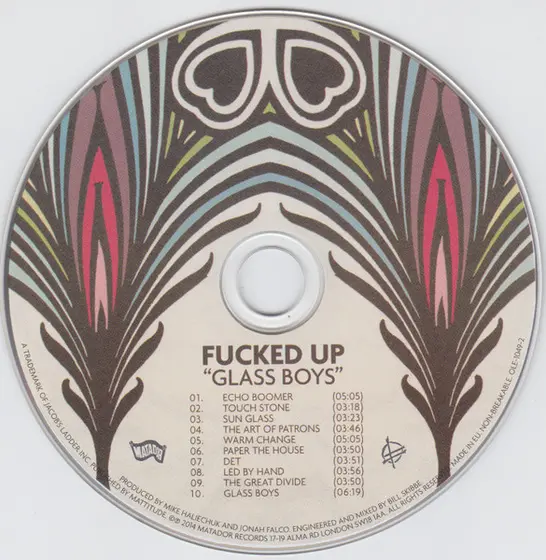 FUCKED UP
“GLASS BOYS”
01. ECHO BOOMER (05:05)
02. TOUCH STONE (03:18)
03. SUN GLASS (03:23)
04. THE ART OF PATRONS (03:46)
05. WARM CHANGE (05:05)
06. PAPER THE HOUSE (03:50)
07. DET (03:51)
08. LED BY HAND (03:56)
09. THE GREAT DIVIDE (03:50)
10. GLASS BOYS (06:19)
MATADOR
A TRADEMARK OF JACOB'S LADDER INC. PUBLISHED BY MATTITUDE. ℗© 2014 MATADOR RECORDS 17-19 ALMA RD LONDON SW18 1AA. ALL RIGHTS RESERVED. MADE IN EU. NON-BREAKABLE. OLE-1049-2
PRODUCED BY MIKE HALIECHUK AND JONAH FALCO. ENGINEERED AND MIXED BY BILL SKIBBE